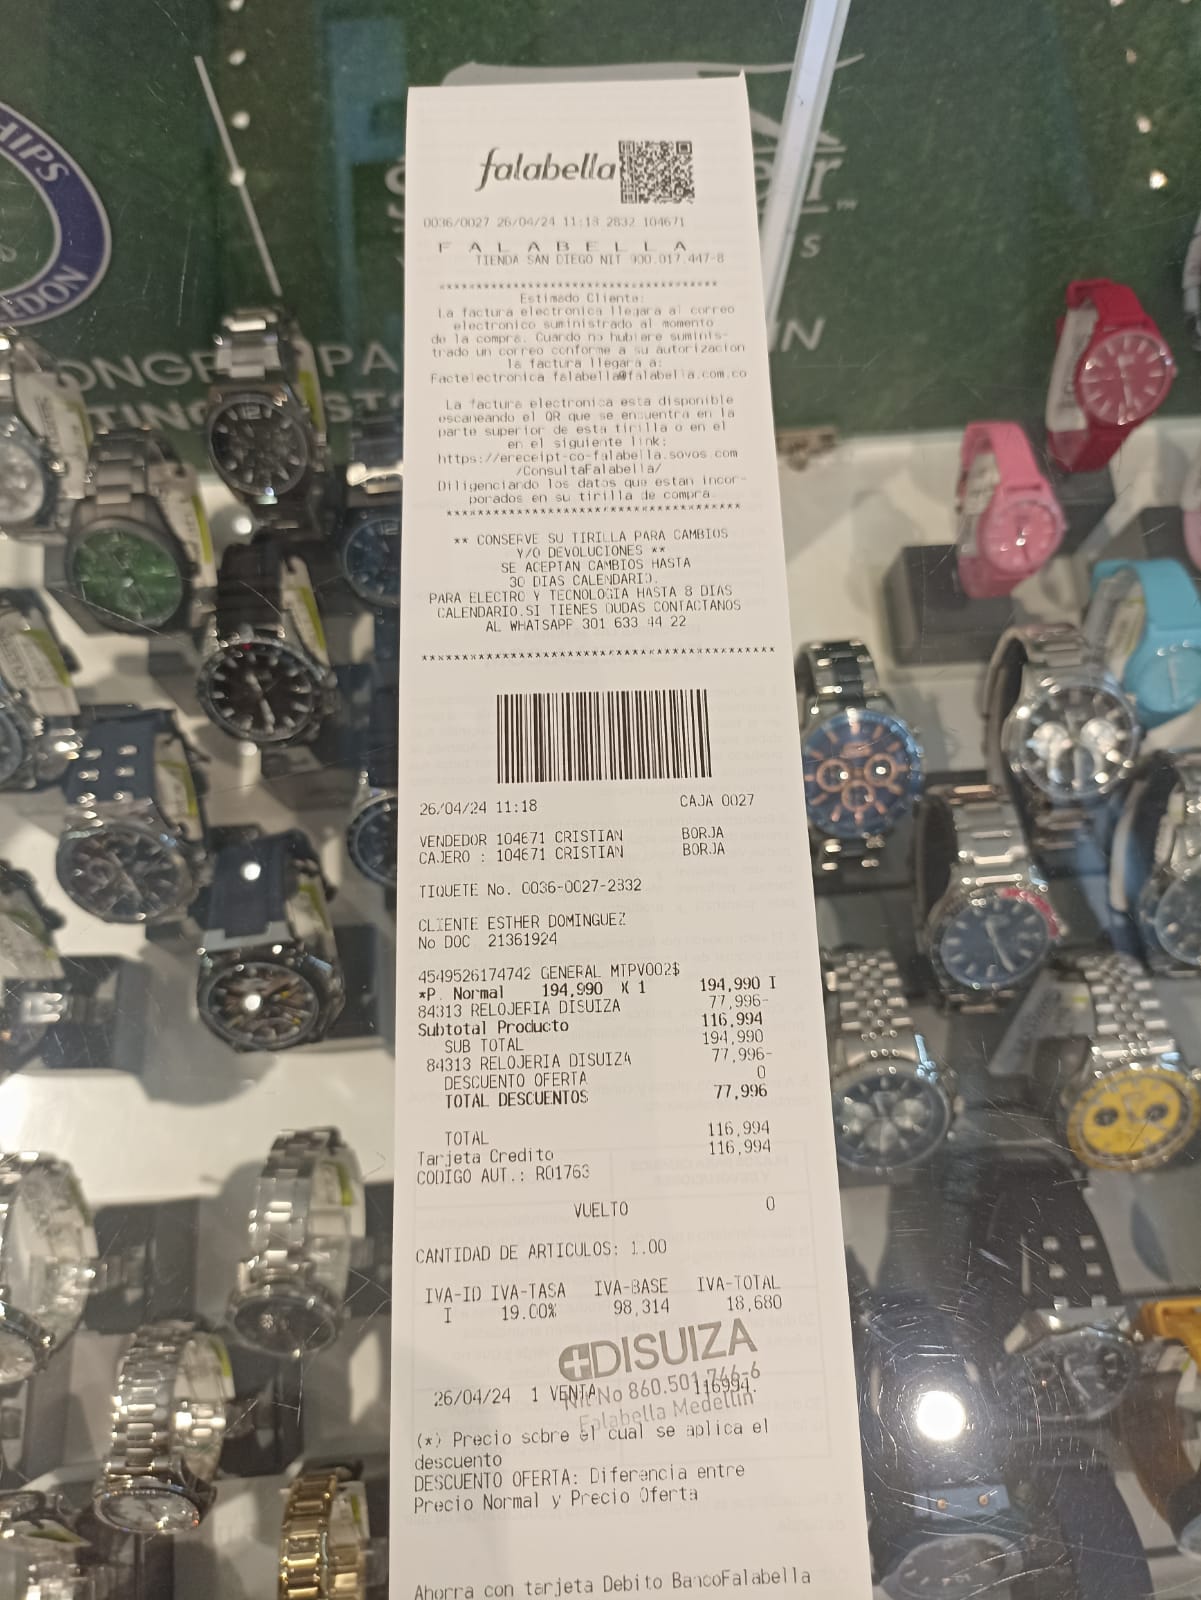 falabella
0036/0027 26/04/24 11:18 2832 104671
F A L A B E L L A
TIENDA SAN DIEGO NIT 900.017.447-8
****************************************
Estimado Cliente:
La factura electronica llegara al correo
electronico suministrado al momento
de la compra. Cuando no hubiere suminis-
trado un correo conforme a su autorizacion
la factura llegara a:
Factelectronica falabella@falabella.com.co
La factura electronica esta disponible
escaneando el QR que se encuentra en la
parte superior de esta tirilla o en el
en el siguiente link:
https://ereceipt-co-falabella.sovos.com
/ConsultaFalabella/
Diligenciando los datos que estan incor-
porados en su tirilla de compra.
****************************************
** CONSERVE SU TIRILLA PARA CAMBIOS
Y/O DEVOLUCIONES **
SE ACEPTAN CAMBIOS HASTA
30 DIAS CALENDARIO.
PARA ELECTRO Y TECNOLOGIA HASTA 8 DIAS
CALENDARIO.SI TIENES DUDAS CONTACTANOS
AL WHATSAPP 301 633 44 22
****************************************
26/04/24 11:18 CAJA 0027
VENDEDOR 104671 CRISTIAN BORJA
CAJERO : 104671 CRISTIAN BORJA
TIQUETE No. 0036-0027-2832
CLIENTE ESTHER DOMINGUEZ
No DOC 21361924
4549526174742 GENERAL MTPV002$
*P. Normal 194,990 X 1 194,990 I
84313 RELOJERIA DISUIZA 77,996-
Subtotal Producto 116,994
SUB TOTAL 194,990
84313 RELOJERIA DISUIZA 77,996-
DESCUENTO OFERTA 0
TOTAL DESCUENTOS 77,996
TOTAL 116,994
Tarjeta Credito 116,994
CODIGO AUT.: R01763
VUELTO 0
CANTIDAD DE ARTICULOS: 1.00
IVA-ID IVA-TASA IVA-BASE IVA-TOTAL
I 19.00% 98,314 18,680
DISUIZA
Nit No 860.501.746-6
26/04/24 1 VENTA 116994.
Falabella Medellín
(*) Precio sobre el cual se aplica el
descuento
DESCUENTO OFERTA: Diferencia entre
Precio Normal y Precio Oferta
Ahorra con tarjeta Debito BancoFalabella